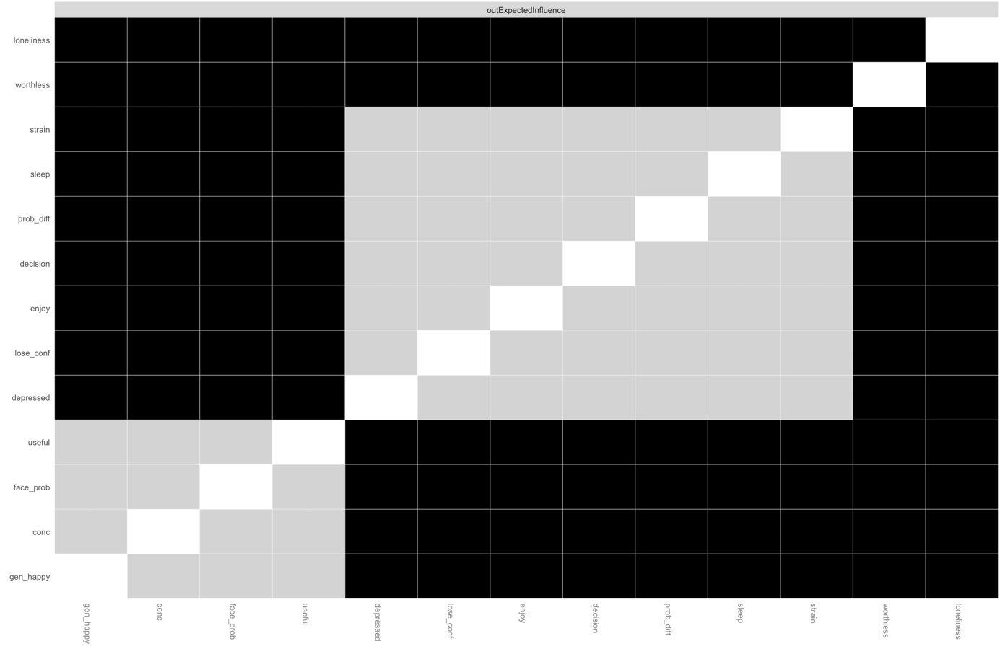 outExpectedInfluence
loneliness
worthless
strain
sleep
prob_diff
decision
enjoy
lose_conf
depressed
useful
face_prob
conc
gen_happy
gen_happy
conc
face_prob
useful
depressed
lose_conf
enjoy
decision
prob_diff
sleep
strain
worthless
loneliness